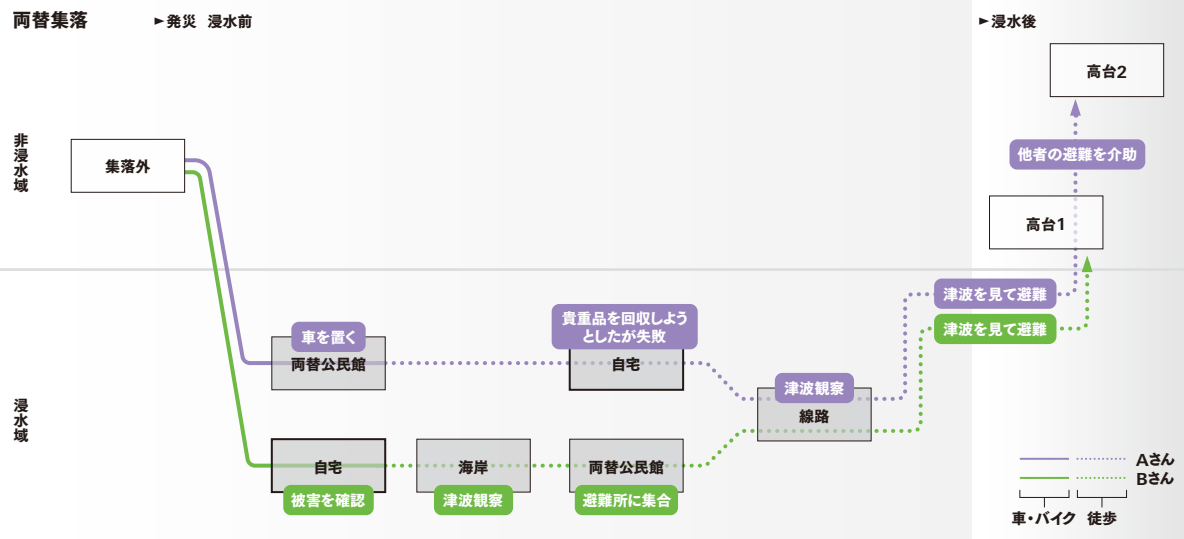 両替集落
►発災 浸水前
►浸水後
高台2
非浸水域
集落外
他者の避難を介助
高台1
津波を見て避難
貴重品を回収しよう
としたが失敗
車を置く
両替公民館
自宅
津波を見て避難
津波観察
線路
浸水域
自宅
海岸
両替公民館
被害を確認
津波観察
避難所に集合
Aさん
Bさん
車・バイク 徒歩